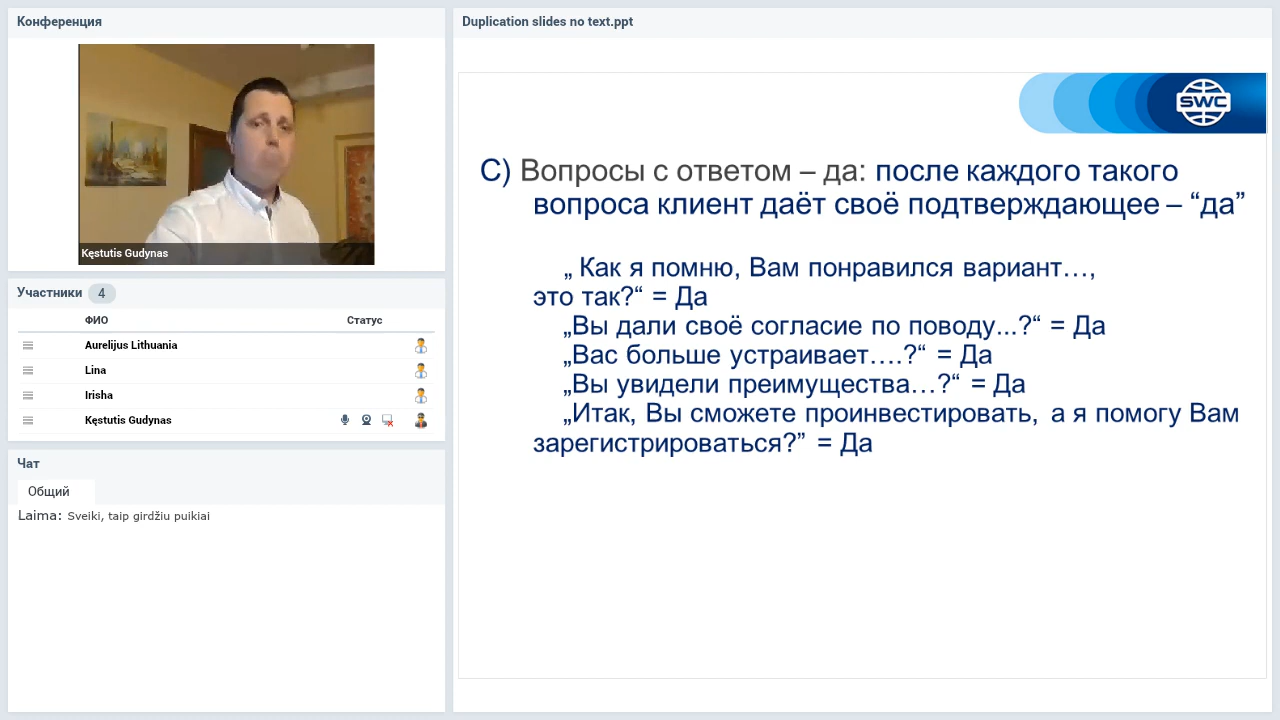 Конференция
Kęstutis Gudynas
Участники 4
ФИО Статус
Aurelijus Lithuania
Lina
Irisha
Kęstutis Gudynas
Чат
Общий
Laima: Sveiki, taip girdžiu puikiai
Duplication slides no text.ppt
SWC
C) Вопросы с ответом – да: после каждого такого
вопроса клиент даёт своё подтверждающее – “да”
„ Как я помню, Вам понравился вариант…,
это так?“ = Да
„Вы дали своё согласие по поводу...?“ = Да
„Вас больше устраивает….?“ = Да
„Вы увидели преимущества…?“ = Да
„Итак, Вы сможете проинвестировать, а я помогу Вам
зарегистрироваться?” = Да